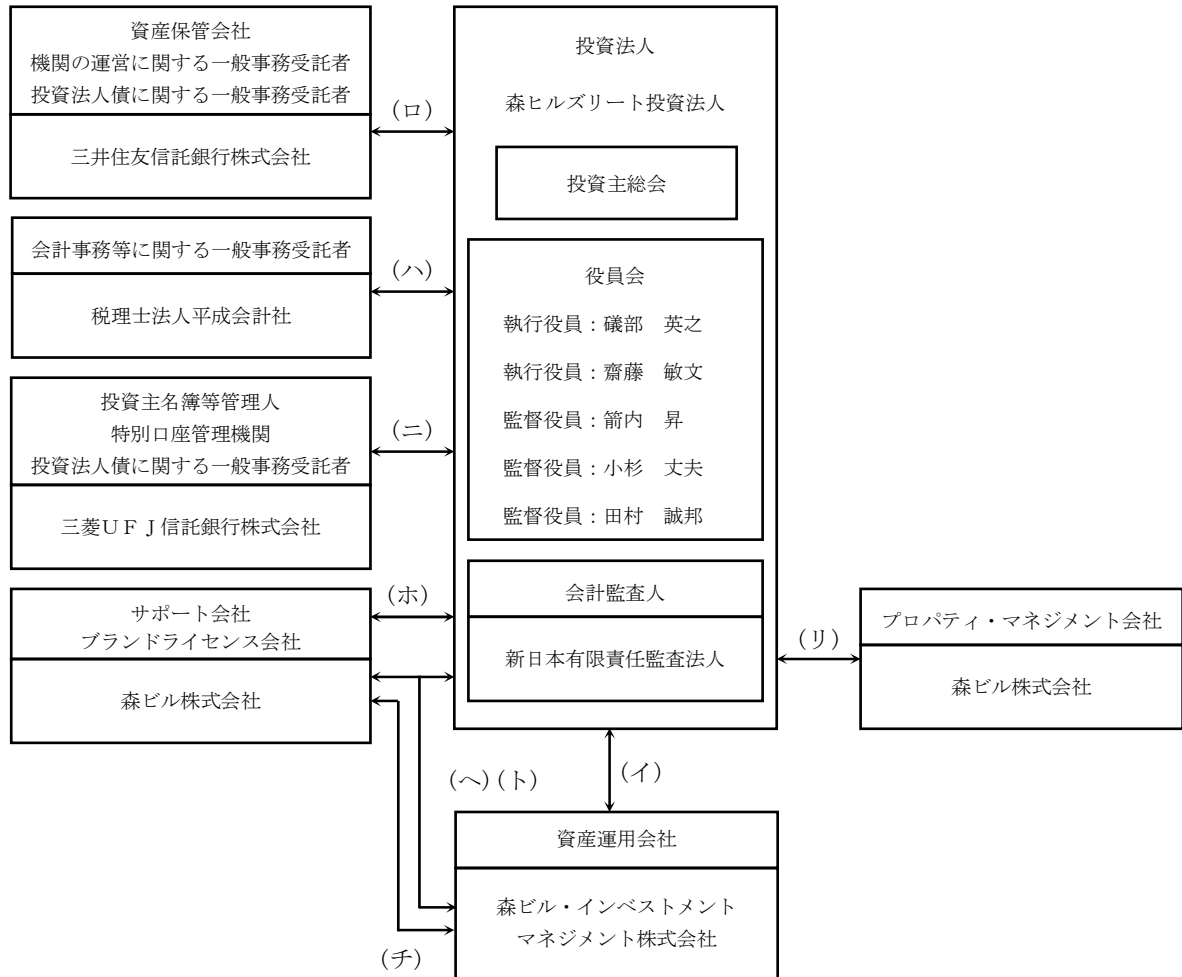 資産保管会社
機関の運営に関する一般事務受託者
投資法人債に関する一般事務受託者
三井住友信託銀行株式会社
(ロ)
会計事務等に関する一般事務受託者
税理士法人平成会計社
(ハ)
投資主名簿等管理人
特別口座管理機関
投資法人債に関する一般事務受託者
三菱ＵＦＪ信託銀行株式会社
(ニ)
サポート会社
ブランドライセンス会社
森ビル株式会社
(ホ)
投資法人
森ヒルズリート投資法人
投資主総会
役員会
執行役員：礒部　英之
執行役員：齋藤　敏文
監督役員：箭内　昇
監督役員：小杉　丈夫
監督役員：田村　誠邦
会計監査人
新日本有限責任監査法人
(リ)
プロパティ・マネジメント会社
森ビル株式会社
(ヘ)(ト)
(イ)
資産運用会社
森ビル・インベストメント
マネジメント株式会社
(チ)